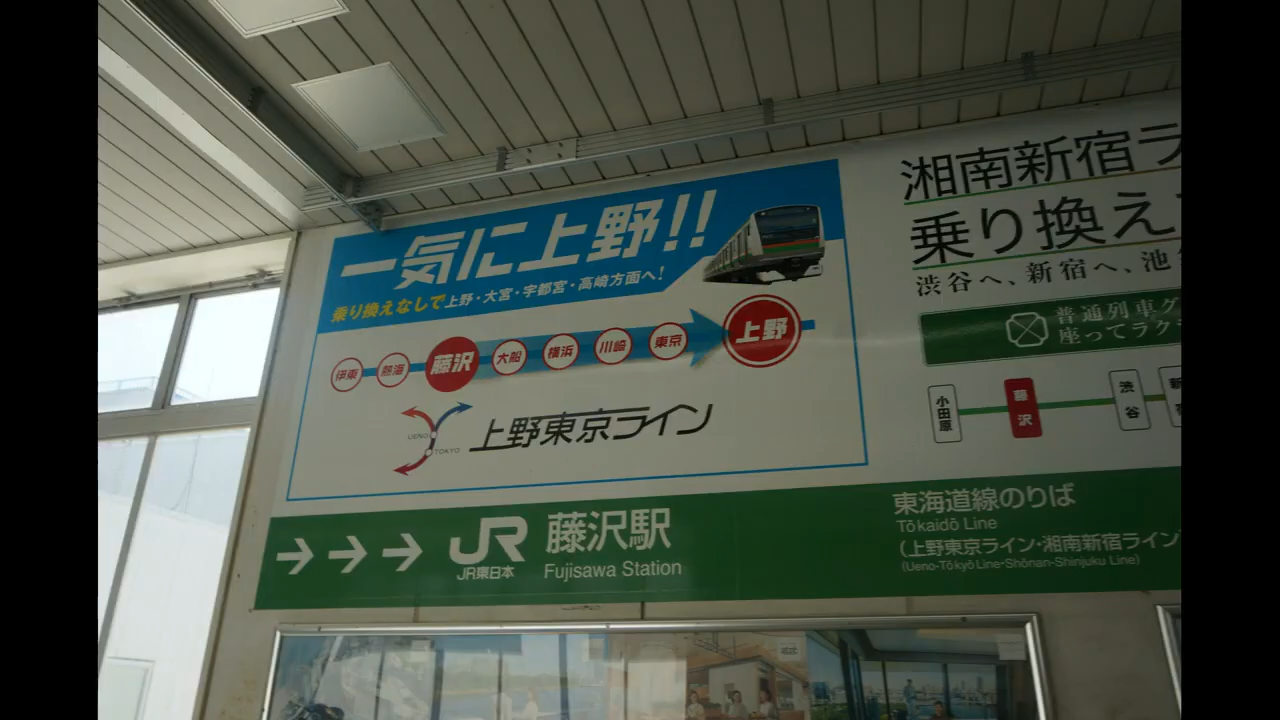 一気に上野!!
乗り換えなしで上野・大宮・宇都宮・高崎方面へ!
伊東 熱海 藤沢 大船 横浜 川崎 東京 上野
UENO
TOKYO
上野東京ライン
湘南新宿ラ
乗り換え
渋谷へ、新宿へ、池
普通列車グ
座ってラクラ
小田原 藤沢 渋谷 新
→→→ JR 藤沢駅
JR東日本 Fujisawa Station
東海道線のりば
Tōkaidō Line
(上野東京ライン・湘南新宿ライン)
(Ueno-Tōkyō Line・Shōnan-Shinjuku Line)